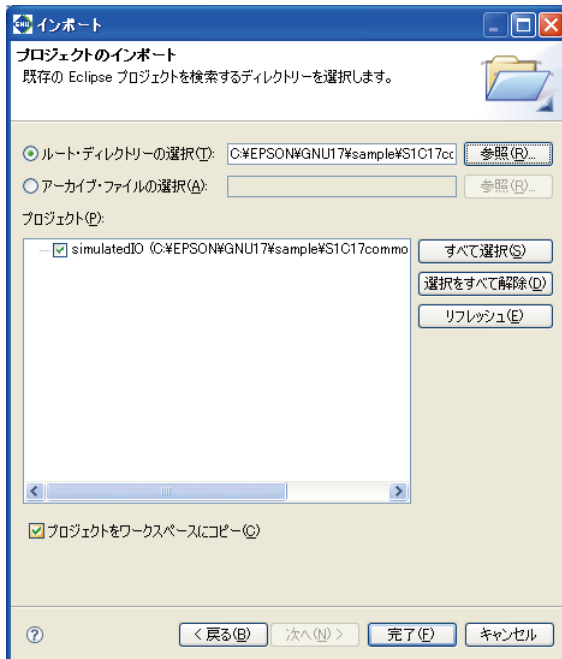 GNU インポート
プロジェクトのインポート
既存の Eclipse プロジェクトを検索するディレクトリーを選択します。
ルート・ディレクトリーの選択(T): C:¥EPSON¥GNU17¥sample¥S1C17cc 参照(R)...
アーカイブ・ファイルの選択(A): 参照(R)...
プロジェクト(P):
simulatedIO (C:¥EPSON¥GNU17¥sample¥S1C17commo すべて選択(S)
選択をすべて解除(D)
リフレッシュ(E)
プロジェクトをワークスペースにコピー(C)
? < 戻る(B) 次へ(N) > 完了(F) キャンセル